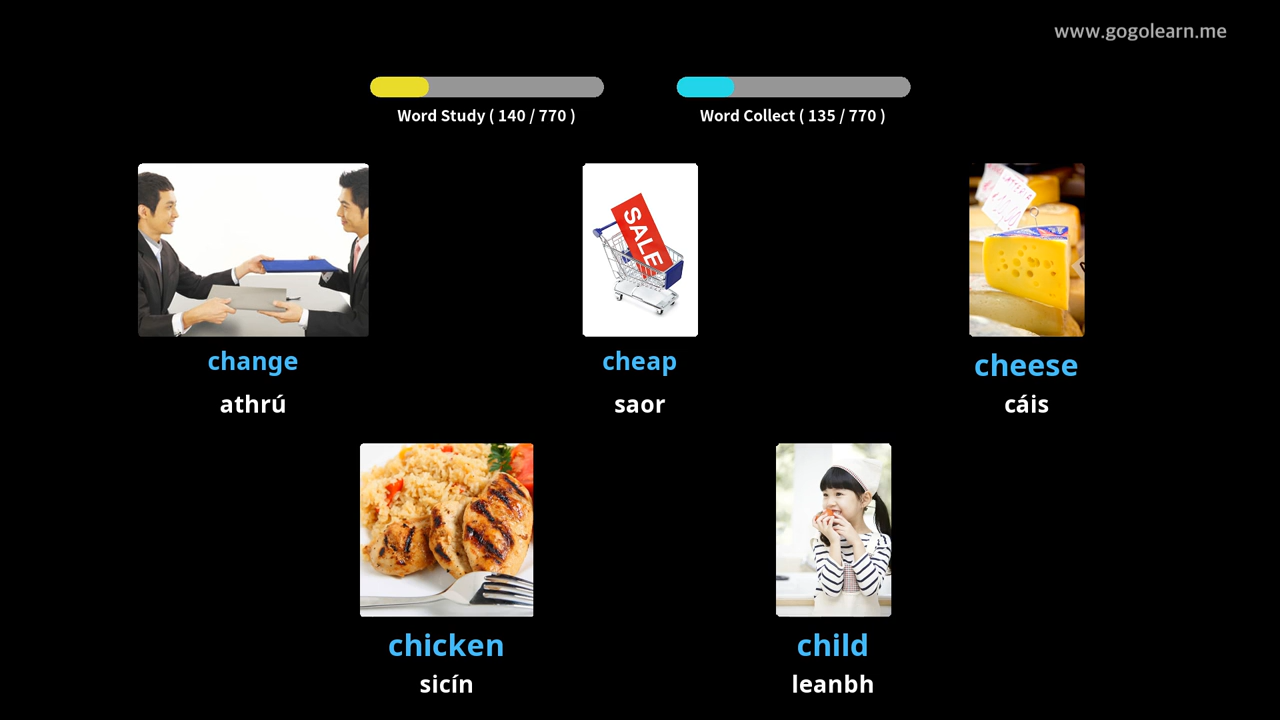 www.gogolearn.me
Word Study ( 140 / 770 )
Word Collect ( 135 / 770 )
SALE
change
cheap
cheese
athrú
saor
cáis
chicken
child
sicín
leanbh